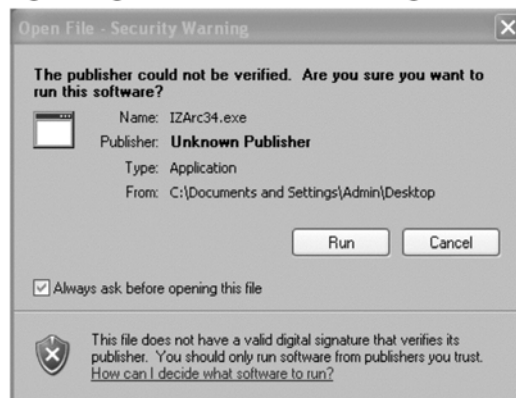 Open File - Security Warning
The publisher could not be verified. Are you sure you want to
run this software?
Name: IZArc34.exe
Publisher: Unknown Publisher
Type: Application
From: C:\Documents and Settings\Admin\Desktop
Run Cancel
Always ask before opening this file
This file does not have a valid digital signature that verifies its
publisher. You should only run software from publishers you trust.
How can I decide what software to run?